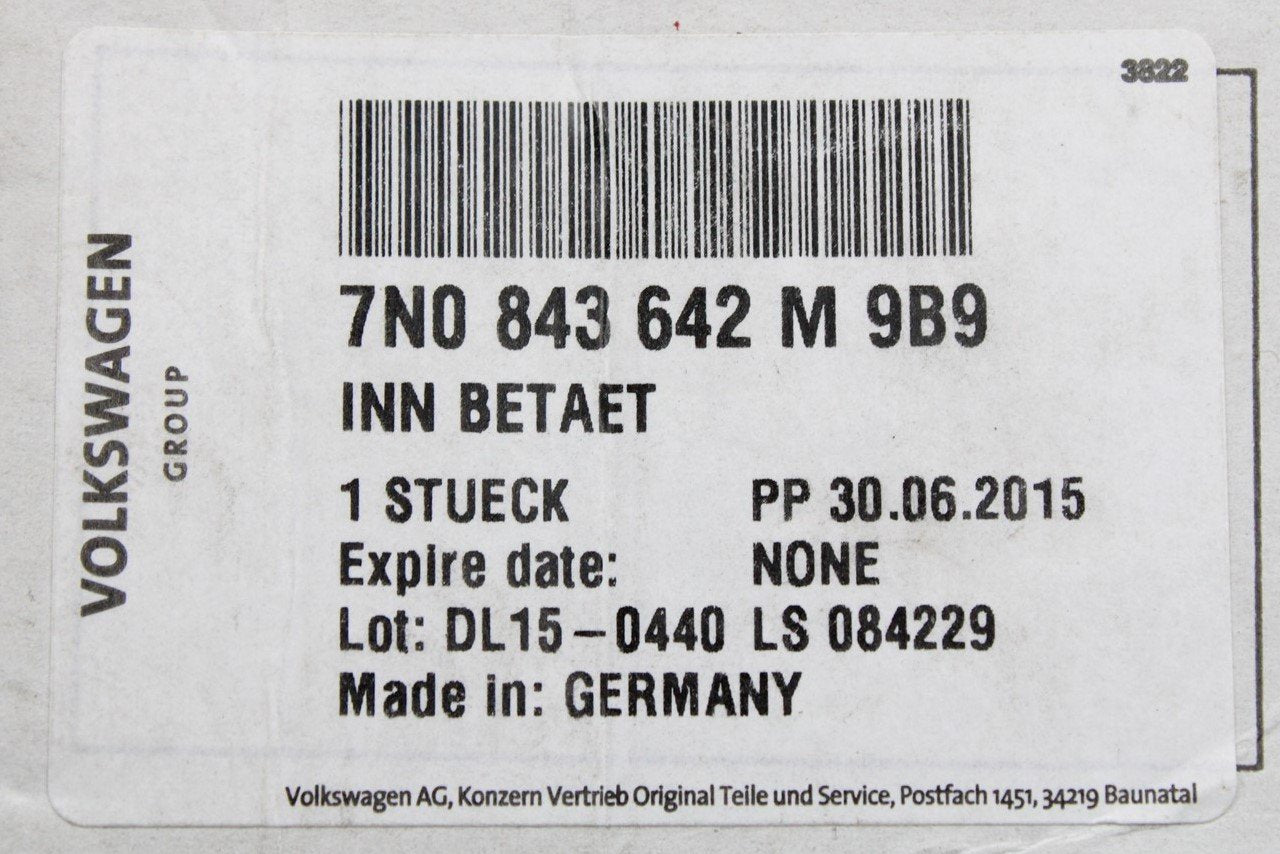 3822
VOLKSWAGEN
GROUP
7N0 843 642 M 9B9
INN BETAET
1 STUECK PP 30.06.2015
Expire date: NONE
Lot: DL15-0440 LS 084229
Made in: GERMANY
Volkswagen AG, Konzern Vertrieb Original Teile und Service, Postfach 1451, 34219 Baunatal